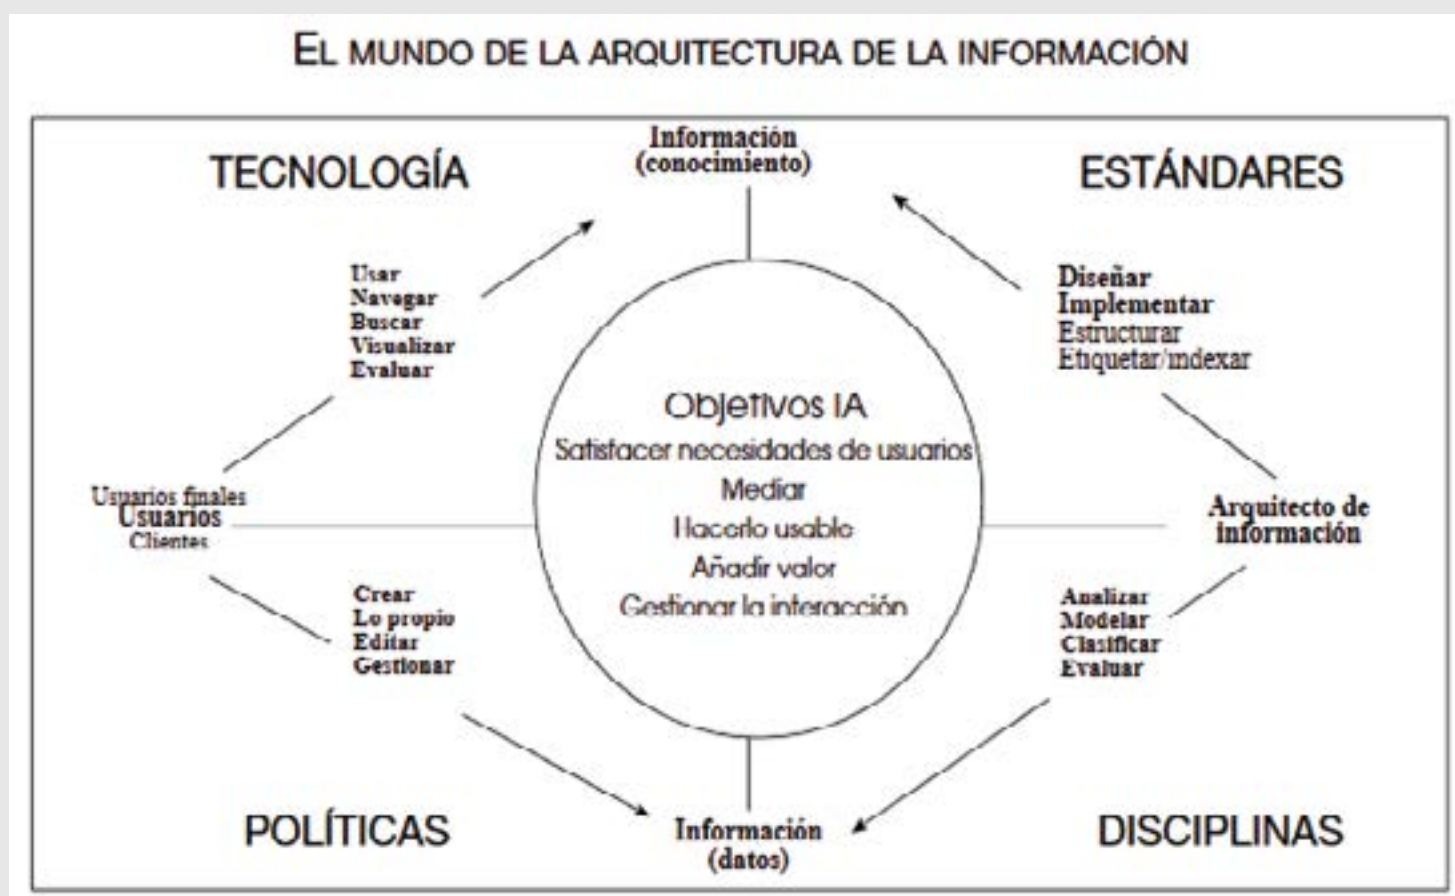 EL MUNDO DE LA ARQUITECTURA DE LA INFORMACIÓN
TECNOLOGÍA
Información
(conocimiento)
ESTÁNDARES
Usar
Navegar
Buscar
Visualizar
Evaluar
Diseñar
Implementar
Estructurar
Etiquetar/indexar
Objetivos IA
Satisfacer necesidades de usuarios
Mediar
Hacerlo usable
Añadir valor
Gestionar la interacción
Usuarios finales
Usuarios
Clientes
Arquitecto de
información
Crear
Lo propio
Editar
Gestionar
Analizar
Modelar
Clasificar
Evaluar
POLÍTICAS
Información
(datos)
DISCIPLINAS